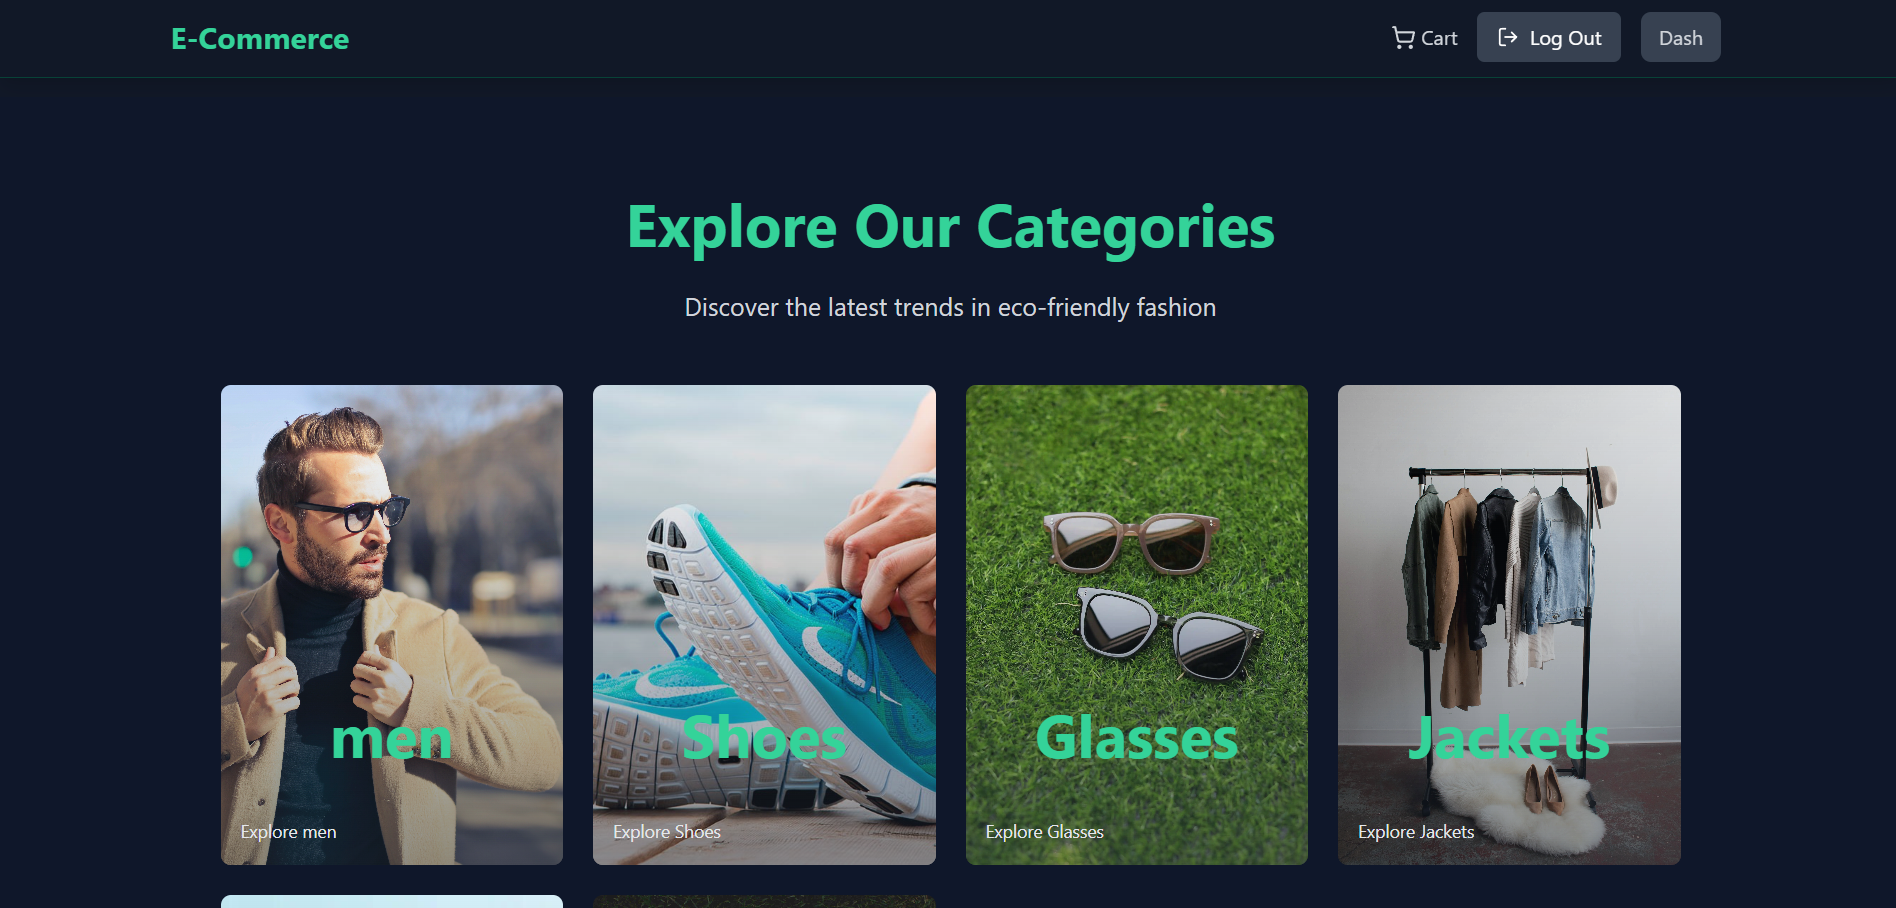 E-Commerce
Cart
Log Out
Dash
Explore Our Categories
Discover the latest trends in eco-friendly fashion
men
Shoes
Glasses
Jackets
Explore men
Explore Shoes
Explore Glasses
Explore Jackets